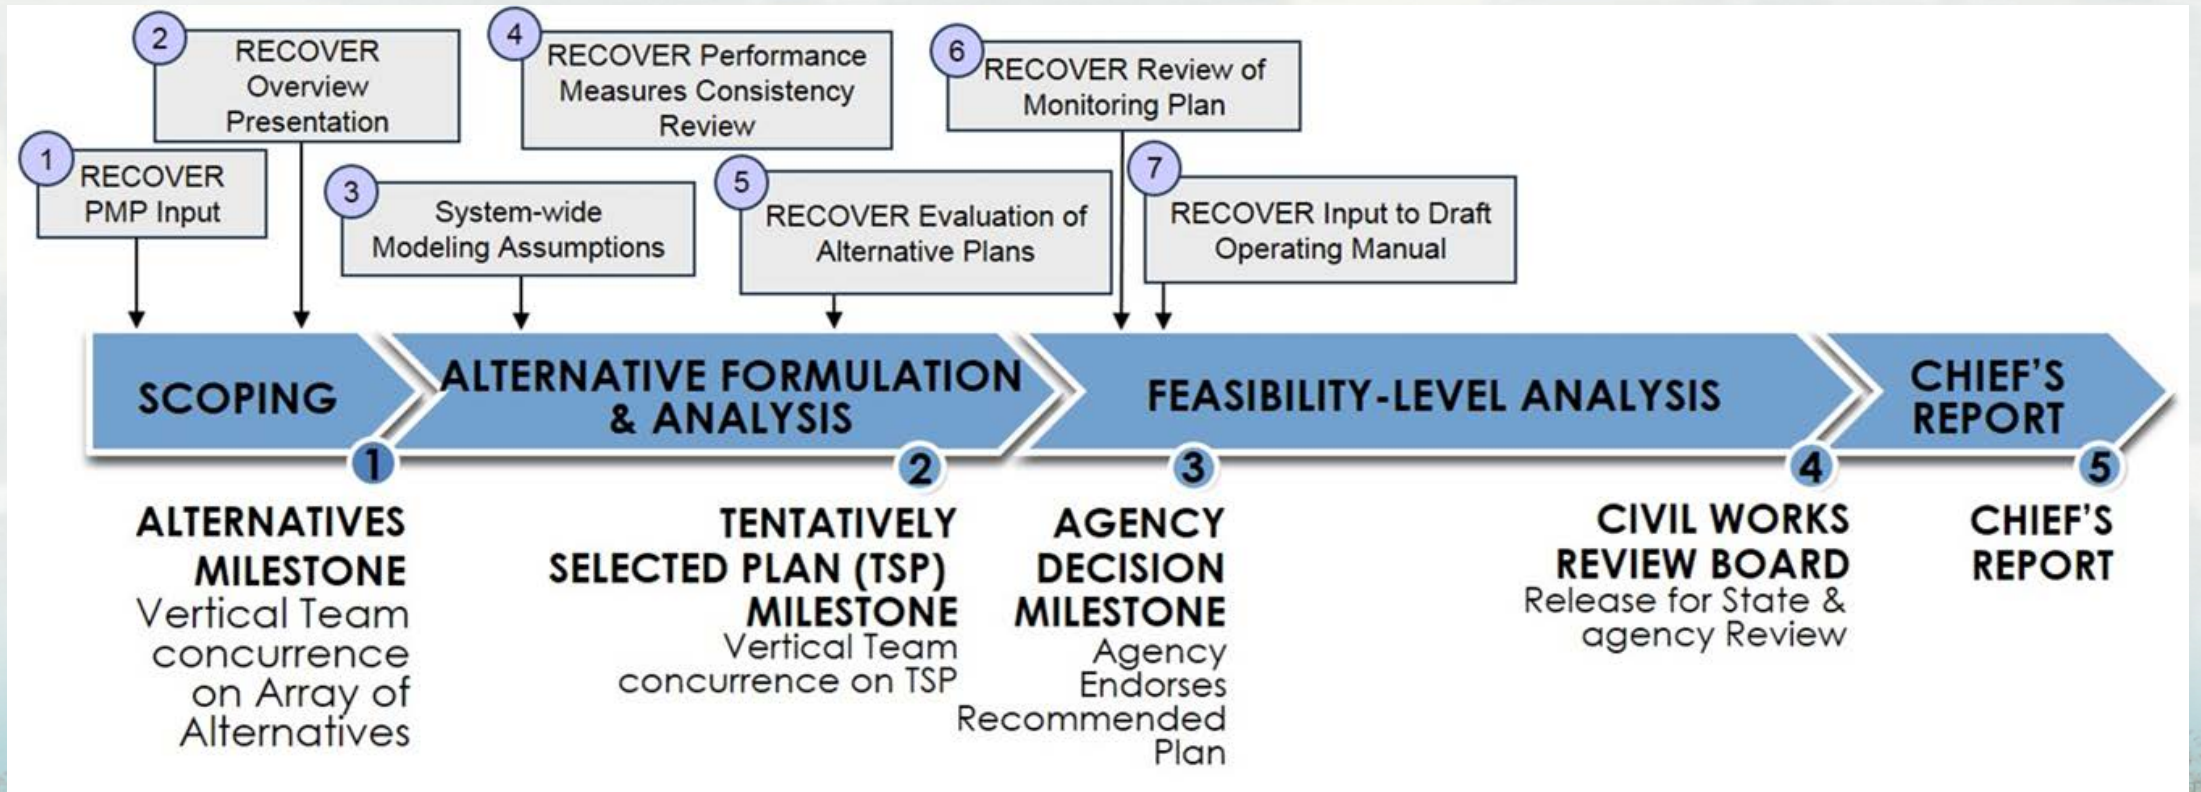 1
RECOVER
PMP Input
2
RECOVER
Overview
Presentation
3
System-wide
Modeling Assumptions
4
RECOVER Performance
Measures Consistency
Review
5
RECOVER Evaluation of
Alternative Plans
6
RECOVER Review of
Monitoring Plan
7
RECOVER Input to Draft
Operating Manual
SCOPING
ALTERNATIVE FORMULATION
& ANALYSIS
FEASIBILITY-LEVEL ANALYSIS
CHIEF'S
REPORT
1
ALTERNATIVES
MILESTONE
Vertical Team
concurrence
on Array of
Alternatives
2
TENTATIVELY
SELECTED PLAN (TSP)
MILESTONE
Vertical Team
concurrence on TSP
3
AGENCY
DECISION
MILESTONE
Agency
Endorses
Recommended
Plan
4
CIVIL WORKS
REVIEW BOARD
Release for State &
agency Review
5
CHIEF'S
REPORT